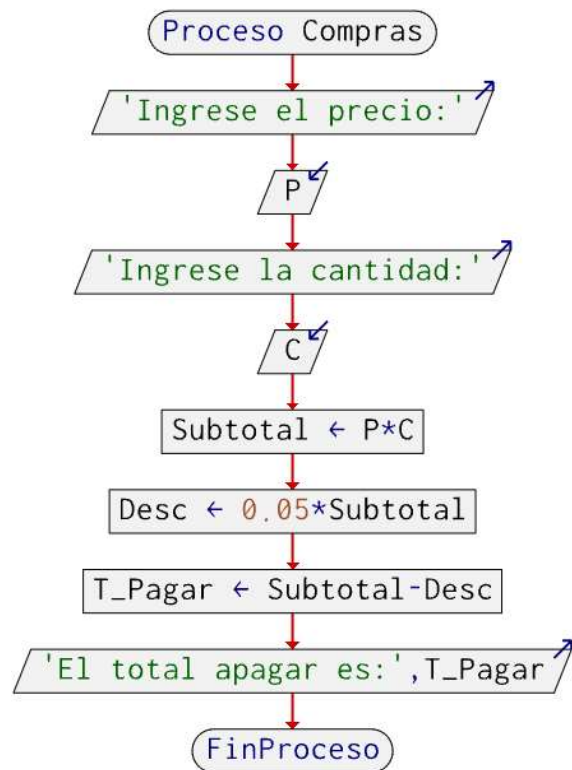 Proceso Compras
'Ingrese el precio:'
P
'Ingrese la cantidad:'
C
Subtotal ← P*C
Desc ← 0.05*Subtotal
T_Pagar ← Subtotal-Desc
'El total apagar es:',T_Pagar
FinProceso